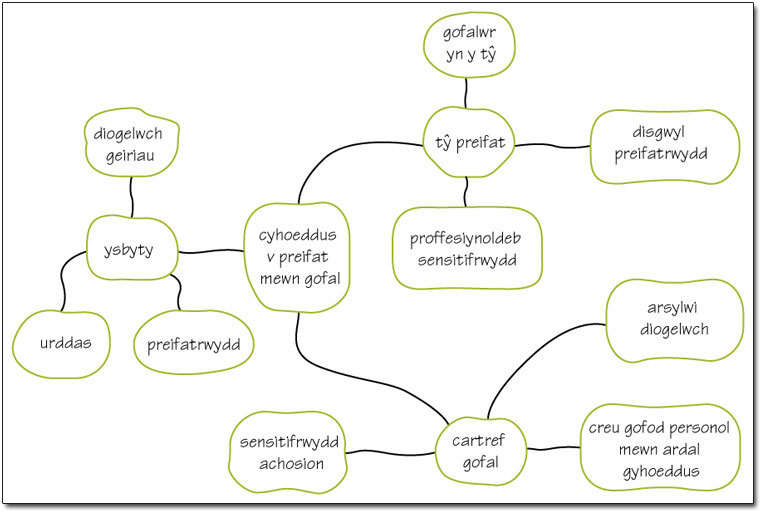 gofalwr
yn y tŷ
tŷ preifat
disgwyl
preifatrwydd
proffesiynoldeb
sensitifrwydd
diogelwch
geiriau
ysbyty
urddas
preifatrwydd
cyhoeddus
v preifat
mewn gofal
arsylwi
diogelwch
cartref
gofal
creu gofod personol
mewn ardal
gyhoeddus
sensitifrwydd
achosion